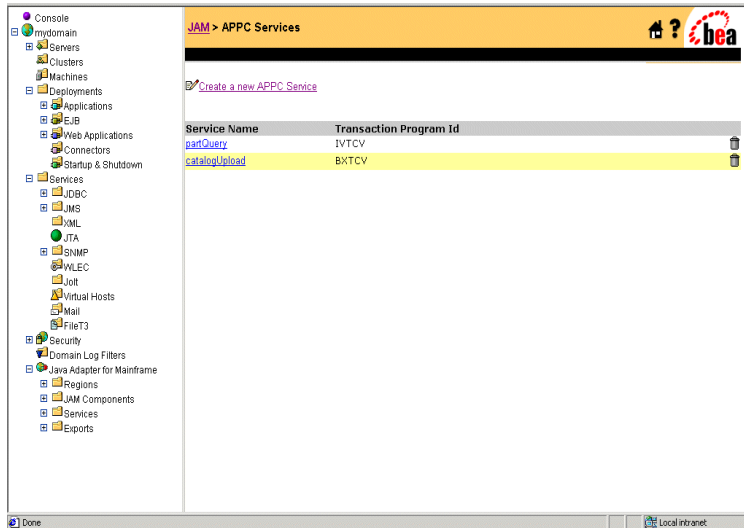 Console
mydomain
Servers
Clusters
Machines
Deployments
Applications
EJB
Web Applications
Connectors
Startup & Shutdown
Services
JDBC
JMS
XML
JTA
SNMP
WLEC
Jolt
Virtual Hosts
Mail
FileT3
Security
Domain Log Filters
Java Adapter for Mainframe
Regions
JAM Components
Services
Exports
JAM > APPC Services
?
bea
Create a new APPC Service
Service Name Transaction Program Id
partQuery IVTCV
catalogUpload BXTCV
Done
Local intranet